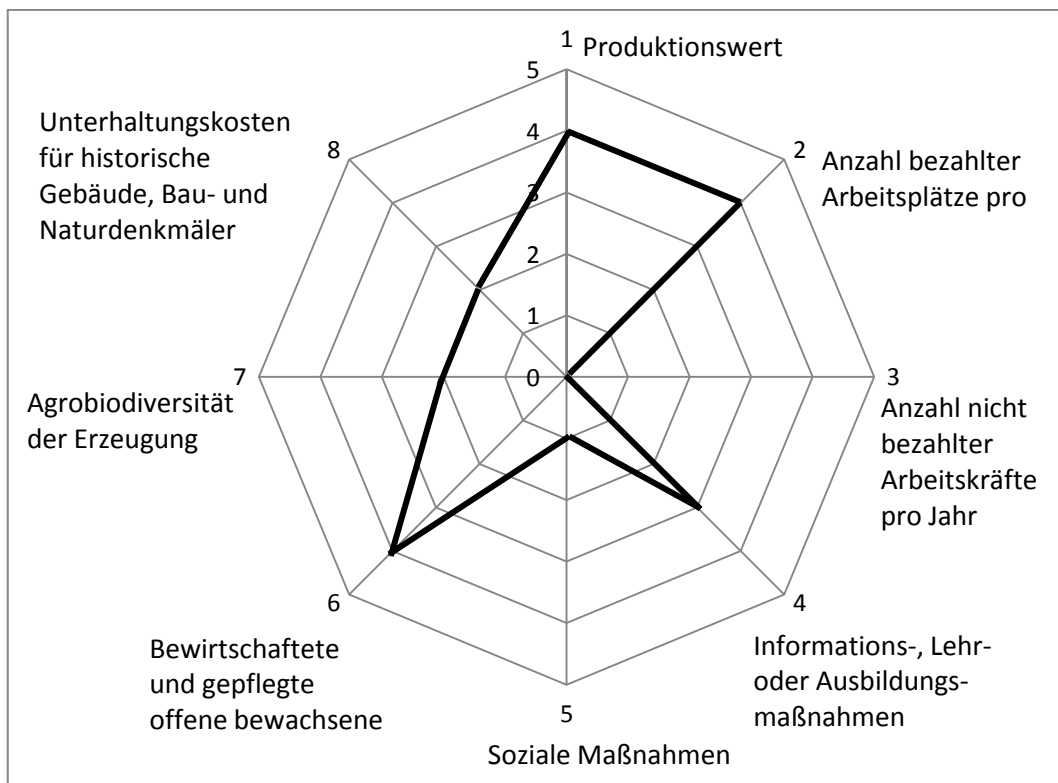 1
Produktionswert
5
4
3
2
1
0
2
Anzahl bezahlter
Arbeitsplätze pro
3
Anzahl nicht
bezahlter
Arbeitskräfte
pro Jahr
4
Informations-, Lehr-
oder Ausbildungs-
maßnahmen
5
Soziale Maßnahmen
6
Bewirtschaftete
und gepflegte
offene bewachsene
7
Agrobiodiversität
der Erzeugung
8
Unterhaltungskosten
für historische
Gebäude, Bau- und
Naturdenkmäler